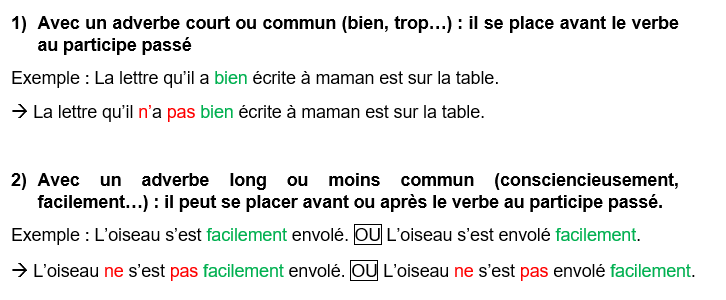 1) Avec un adverbe court ou commun (bien, trop…) : il se place avant le verbe
au participe passé
Exemple : La lettre qu’il a bien écrite à maman est sur la table.
→ La lettre qu’il n’a pas bien écrite à maman est sur la table.
2) Avec un adverbe long ou moins commun (consciencieusement,
facilement…) : il peut se placer avant ou après le verbe au participe passé.
Exemple : L’oiseau s’est facilement envolé. OU L’oiseau s’est envolé facilement.
→ L’oiseau ne s’est pas facilement envolé. OU L’oiseau ne s’est pas envolé facilement.